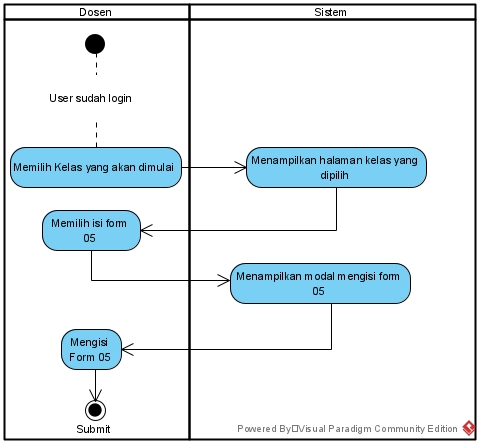 Dosen
Sistem
User sudah login
Memilih Kelas yang akan dimulai
Menampilkan halaman kelas yang
dipilih
Memilih isi form
05
Menampilkan modal mengisi form
05
Mengisi
Form 05
Submit
Powered By Visual Paradigm Community Edition